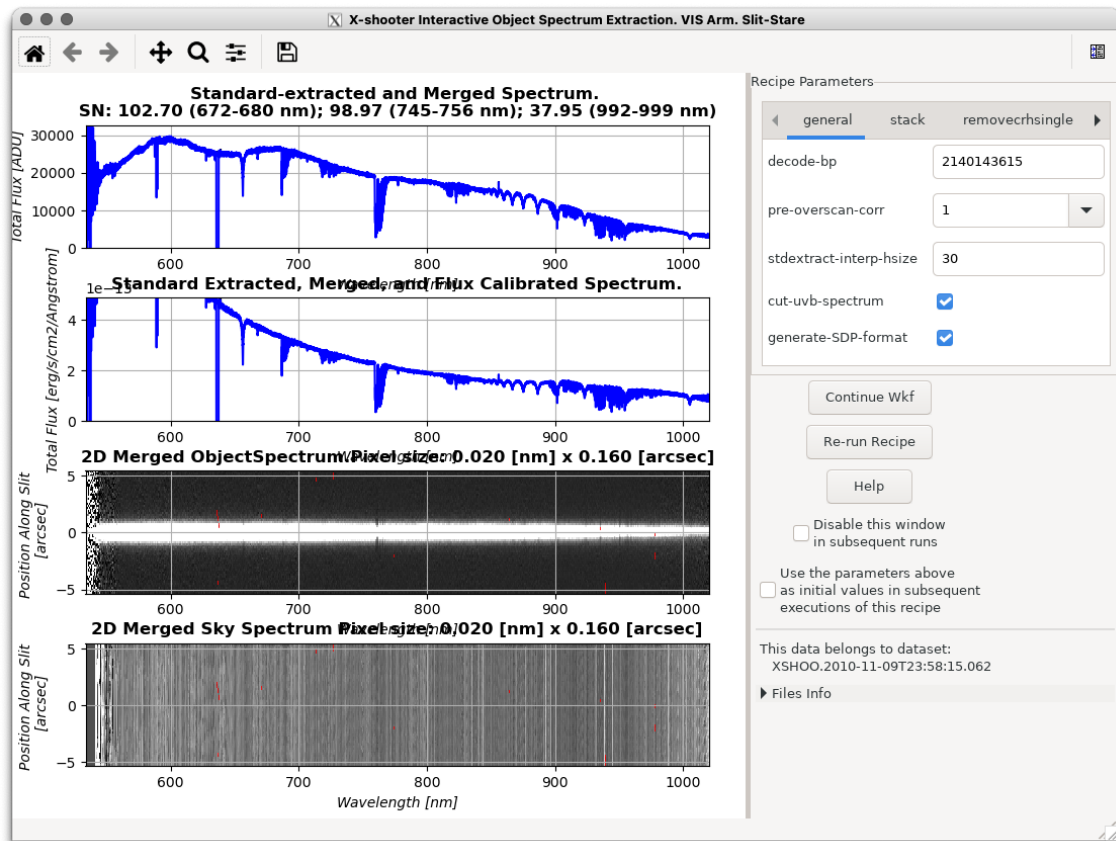 X-shooter Interactive Object Spectrum Extraction. VIS Arm. Slit-Stare
Standard-extracted and Merged Spectrum.
SN: 102.70 (672-680 nm); 98.97 (745-756 nm); 37.95 (992-999 nm)
Total Flux [ADU]
30000
20000
10000
0
600 700 800 900 1000
Wavelength [nm]
1e−15
Standard Extracted, Merged, and Flux Calibrated Spectrum.
Total Flux [erg/s/cm2/Angstrom]
4
2
0
600 700 800 900 1000
Wavelength [nm]
2D Merged ObjectSpectrum. Pixel size: 0.020 [nm] x 0.160 [arcsec]
Position Along Slit
[arcsec]
5
0
−5
600 700 800 900 1000
Wavelength [nm]
2D Merged Sky Spectrum Pixel size: 0.020 [nm] x 0.160 [arcsec]
Position Along Slit
[arcsec]
5
0
−5
600 700 800 900 1000
Wavelength [nm]
Recipe Parameters
general stack removecrhsingle
decode-bp 2140143615
pre-overscan-corr 1
stdextract-interp-hsize 30
cut-uvb-spectrum
generate-SDP-format
Continue Wkf
Re-run Recipe
Help
Disable this window
in subsequent runs
Use the parameters above
as initial values in subsequent
executions of this recipe
This data belongs to dataset:
XSHOO.2010-11-09T23:58:15.062
Files Info